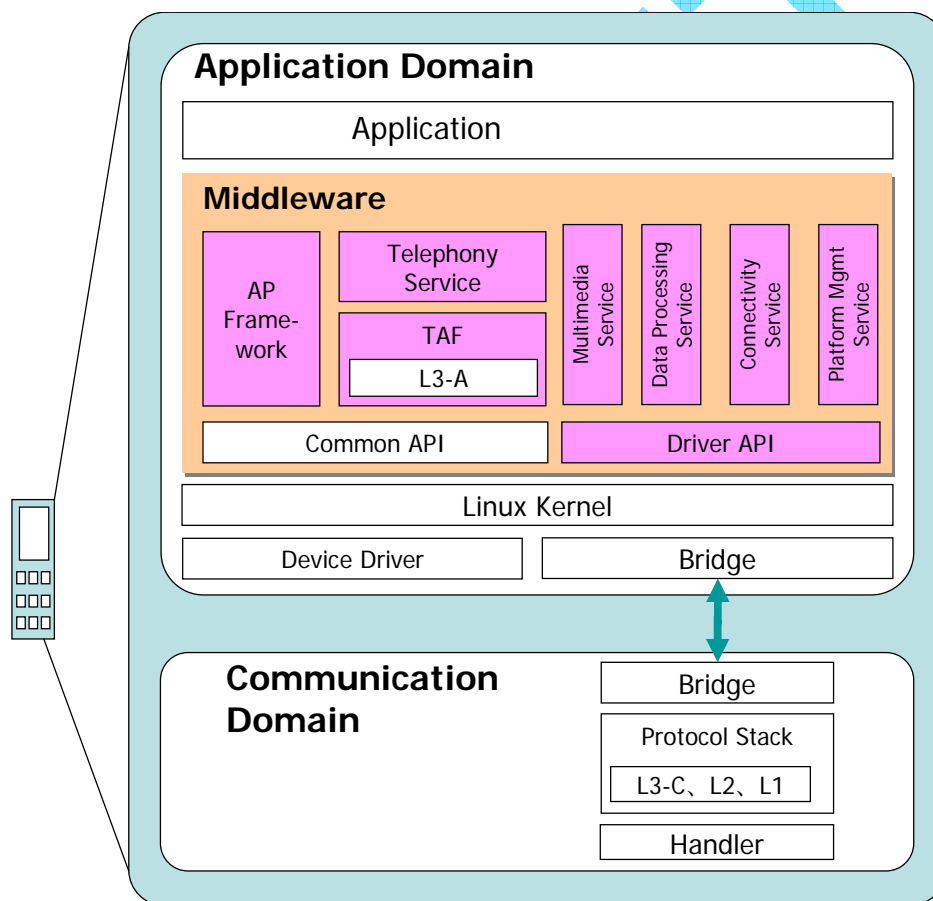 Application Domain
Application
Middleware
AP
Frame-
work
Telephony
Service
TAF
L3-A
Multimedia
Service
Data Processing
Service
Connectivity
Service
Platform Mgmt
Service
Common API
Driver API
Linux Kernel
Device Driver
Bridge
Communication
Domain
Bridge
Protocol Stack
L3-C、L2、L1
Handler